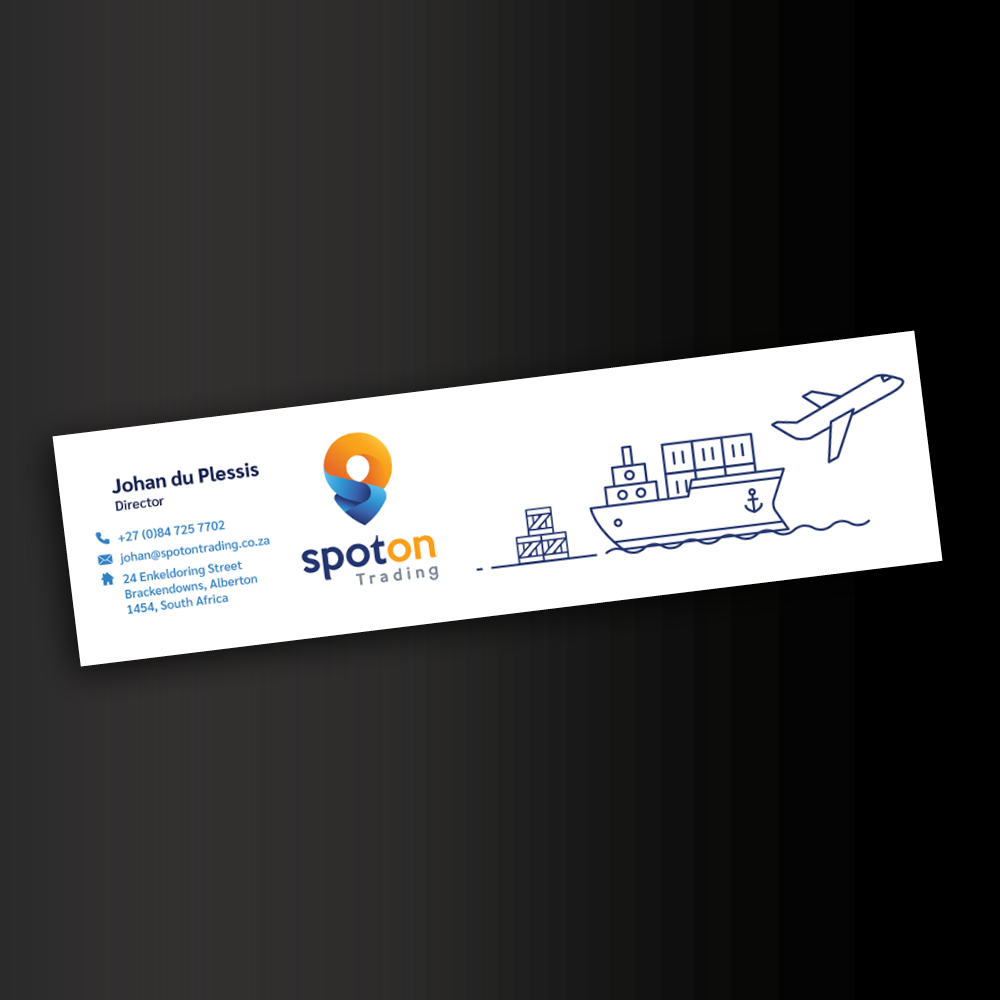 Johan du Plessis
Director
+27 (0)84 725 7702
johan@spotontrading.co.za
24 Enkeldoring Street
Brackendowns, Alberton
1454, South Africa
spoton
Trading